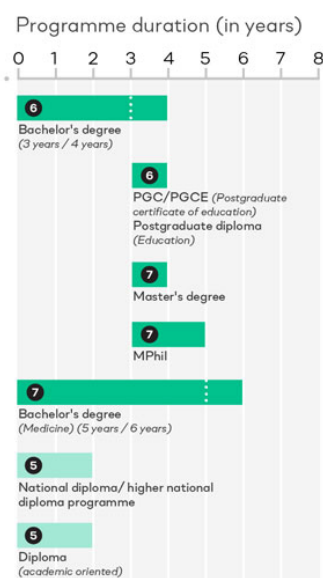 Programme duration (in years)
0 1 2 3 4 5 6 7 8
6
Bachelor's degree
(3 years / 4 years)
6
PGC/PGCE (Postgraduate
certificate of education)
Postgraduate diploma
(Education)
7
Master's degree
7
MPhil
7
Bachelor's degree
(Medicine) (5 years / 6 years)
5
National diploma/ higher national
diploma programme
5
Diploma
(academic oriented)